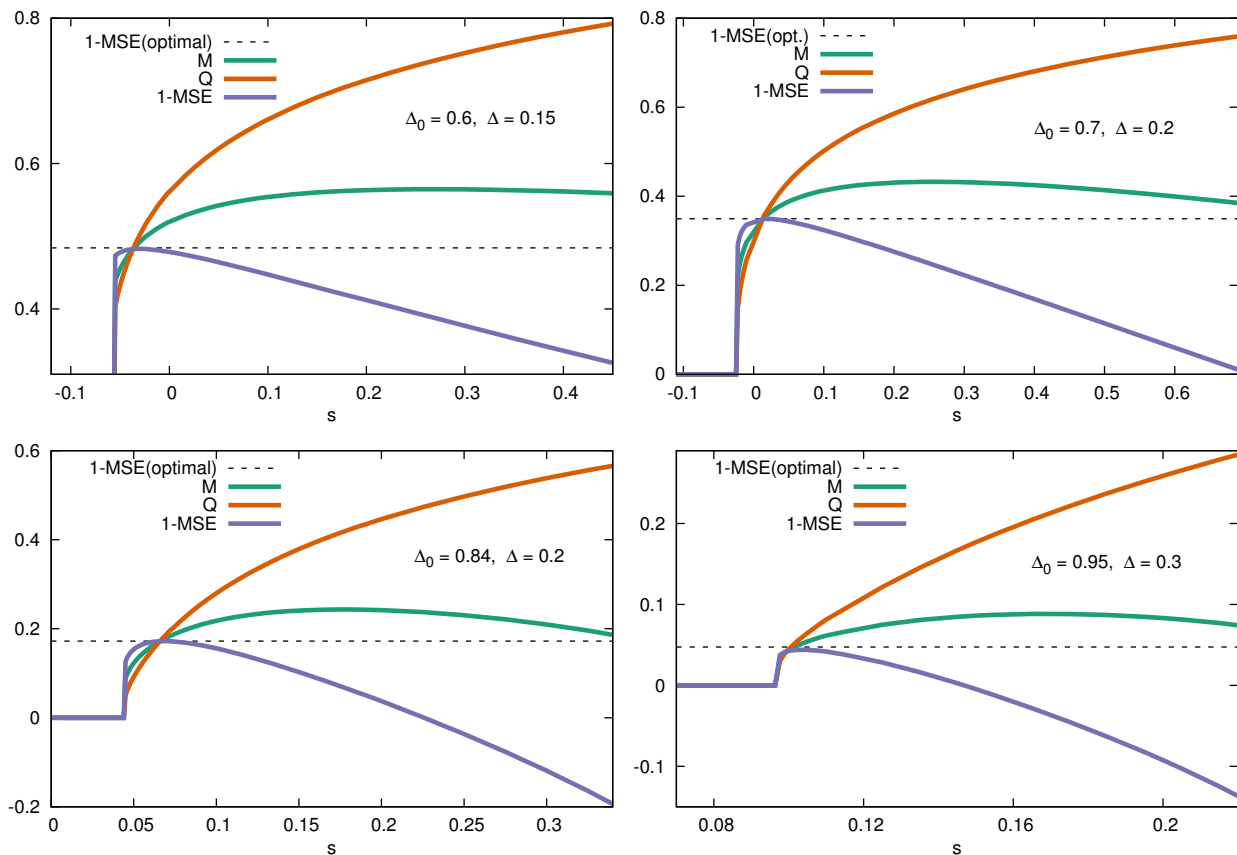 0.8
0.6
0.4
1-MSE(optimal)
M
Q
1-MSE
Δ0 = 0.6, Δ = 0.15
-0.1 0 0.1 0.2 0.3 0.4
s
0.8
0.6
0.4
0.2
0
1-MSE(opt.)
M
Q
1-MSE
Δ0 = 0.7, Δ = 0.2
-0.1 0 0.1 0.2 0.3 0.4 0.5 0.6
s
0.6
0.4
0.2
0
-0.2
1-MSE(optimal)
M
Q
1-MSE
Δ0 = 0.84, Δ = 0.2
0 0.05 0.1 0.15 0.2 0.25 0.3
s
0.2
0.1
0
-0.1
1-MSE(optimal)
M
Q
1-MSE
Δ0 = 0.95, Δ = 0.3
0.08 0.12 0.16 0.2
s